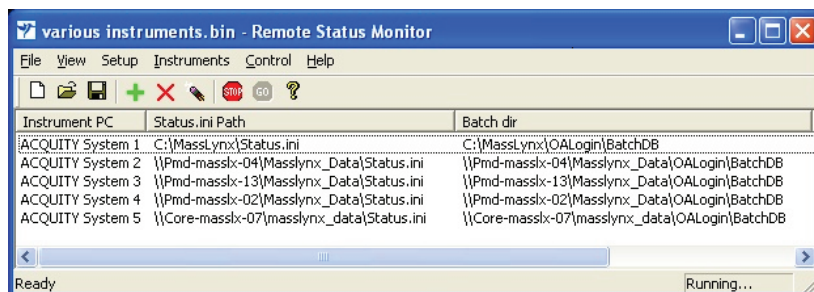 various instruments.bin - Remote Status Monitor
File View Setup Instruments Control Help
STOP GO ?
Instrument PC Status.ini Path Batch dir
ACQUITY System 1 C:\MassLynx\Status.ini C:\MassLynx\OALogin\BatchDB
ACQUITY System 2 \\Pmd-masslx-04\Masslynx_Data\Status.ini \\Pmd-masslx-04\Masslynx_Data\OALogin\BatchDB
ACQUITY System 3 \\Pmd-masslx-13\Masslynx_Data\Status.ini \\Pmd-masslx-13\Masslynx_Data\OALogin\BatchDB
ACQUITY System 4 \\Pmd-masslx-02\Masslynx_Data\Status.ini \\Pmd-masslx-02\Masslynx_Data\OALogin\BatchDB
ACQUITY System 5 \\Core-masslx-07\masslynx_data\Status.ini \\Core-masslx-07\masslynx_data\OALogin\BatchDB
Ready Running...